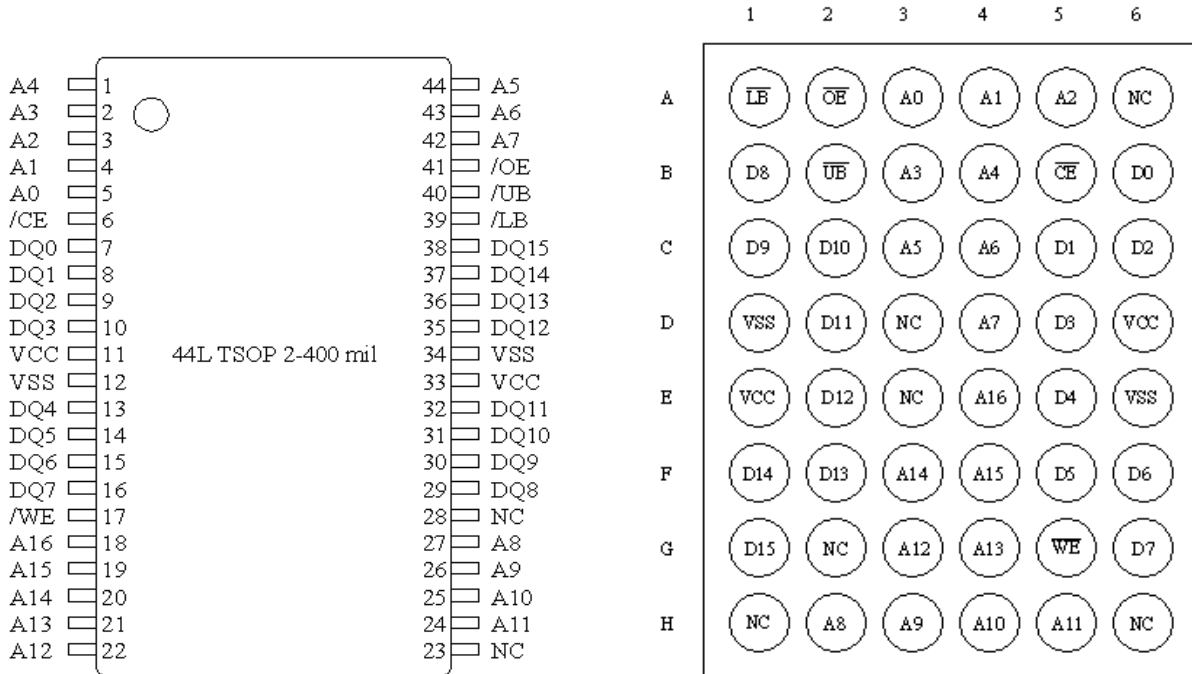 1 2 3 4 5 6
A4 1 44 A5
A3 2 43 A6
A2 3 42 A7
A1 4 41 /OE
A0 5 40 /UB
/CE 6 39 /LB
DQ0 7 38 DQ15
DQ1 8 37 DQ14
DQ2 9 36 DQ13
DQ3 10 35 DQ12
VCC 11 44L TSOP 2-400 mil 34 VSS
VSS 12 33 VCC
DQ4 13 32 DQ11
DQ5 14 31 DQ10
DQ6 15 30 DQ9
DQ7 16 29 DQ8
/WE 17 28 NC
A16 18 27 A8
A15 19 26 A9
A14 20 25 A10
A13 21 24 A11
A12 22 23 NC
A L̅B̅ O̅E̅ A0 A1 A2 NC
B D8 U̅B̅ A3 A4 C̅E̅ D0
C D9 D10 A5 A6 D1 D2
D VSS D11 NC A7 D3 VCC
E VCC D12 NC A16 D4 VSS
F D14 D13 A14 A15 D5 D6
G D15 NC A12 A13 W̅E̅ D7
H NC A8 A9 A10 A11 NC